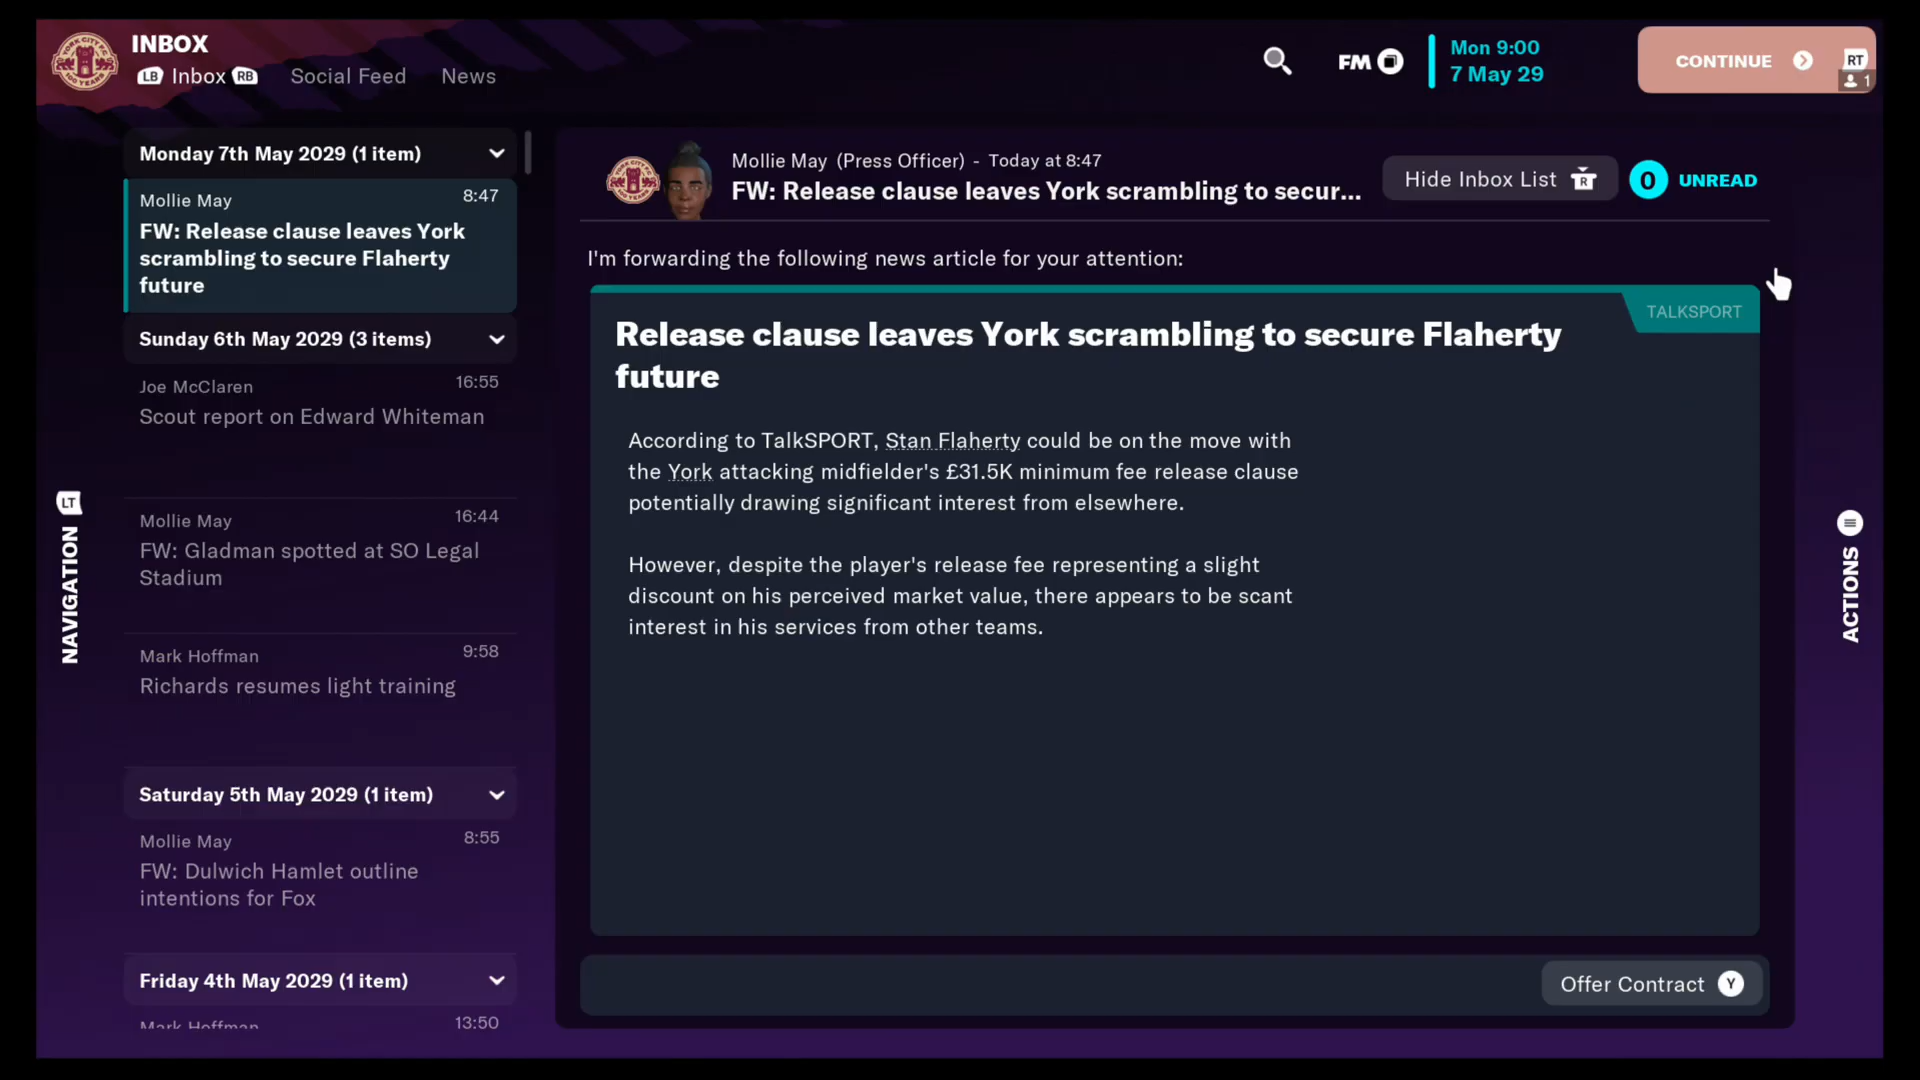 INBOX
LB Inbox RB Social Feed News
FM
Mon 9:00
7 May 29
CONTINUE RT
1
Monday 7th May 2029 (1 item)
Mollie May 8:47
FW: Release clause leaves York
scrambling to secure Flaherty
future
Sunday 6th May 2029 (3 items)
Joe McClaren 16:55
Scout report on Edward Whiteman
Mollie May 16:44
FW: Gladman spotted at SO Legal
Stadium
Mark Hoffman 9:58
Richards resumes light training
Saturday 5th May 2029 (1 item)
Mollie May 8:55
FW: Dulwich Hamlet outline
intentions for Fox
Friday 4th May 2029 (1 item)
Mark Hoffman 13:50
LT
NAVIGATION
Mollie May (Press Officer) - Today at 8:47
FW: Release clause leaves York scrambling to secur...
Hide Inbox List R
0 UNREAD
I'm forwarding the following news article for your attention:
TALKSPORT
Release clause leaves York scrambling to secure Flaherty
future
According to TalkSPORT, Stan Flaherty could be on the move with
the York attacking midfielder's £31.5K minimum fee release clause
potentially drawing significant interest from elsewhere.
However, despite the player's release fee representing a slight
discount on his perceived market value, there appears to be scant
interest in his services from other teams.
Offer Contract Y
ACTIONS